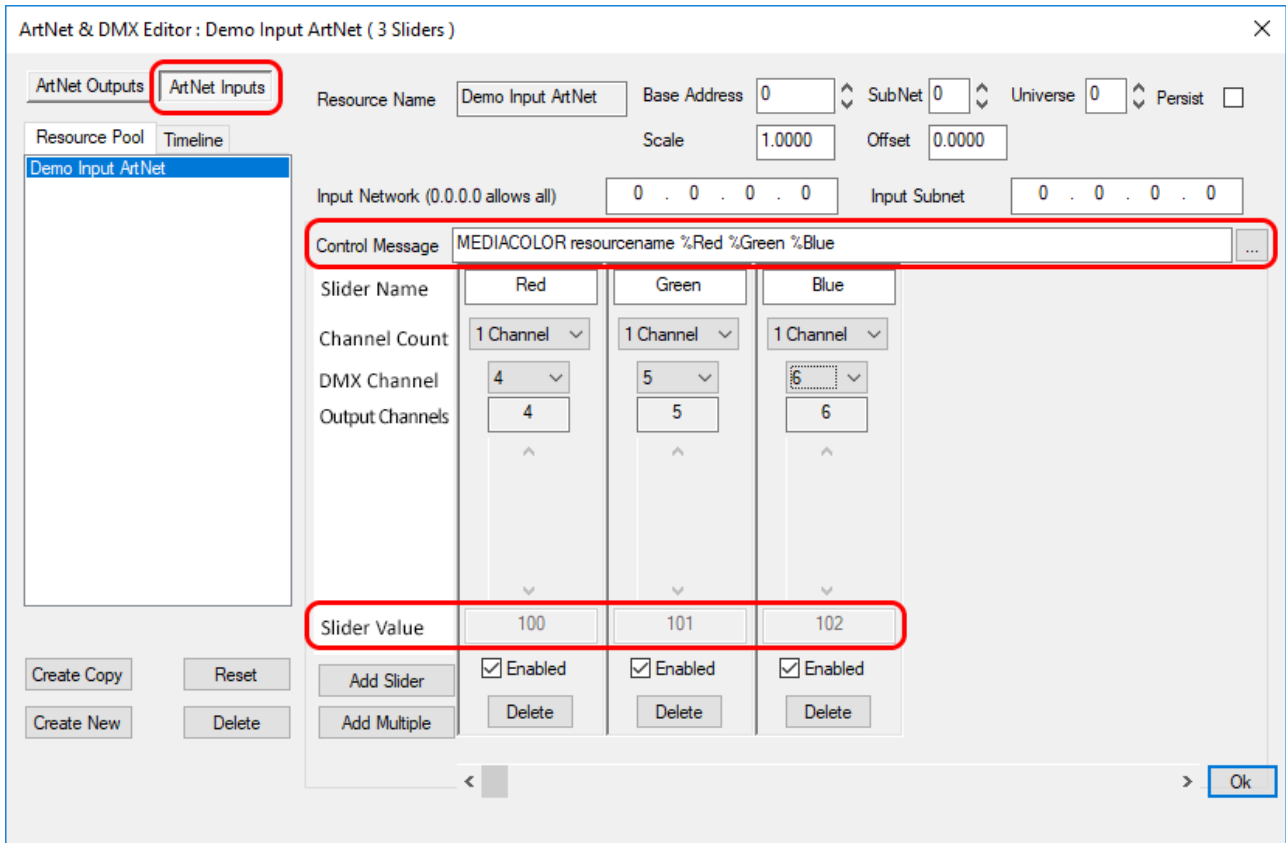 ArtNet & DMX Editor : Demo Input ArtNet ( 3 Sliders )
ArtNet Outputs ArtNet Inputs
Resource Name Demo Input ArtNet Base Address 0 SubNet 0 Universe 0 Persist
Resource Pool Timeline
Scale 1.0000 Offset 0.0000
Demo Input ArtNet
Input Network (0.0.0.0 allows all) 0 . 0 . 0 . 0 Input Subnet 0 . 0 . 0 . 0
Control Message MEDIACOLOR resourcename %Red %Green %Blue ...
Slider Name Red Green Blue
Channel Count 1 Channel 1 Channel 1 Channel
DMX Channel 4 5 6
Output Channels 4 5 6
Slider Value 100 101 102
Create Copy Reset Add Slider Enabled Enabled Enabled
Create New Delete Add Multiple Delete Delete Delete
Ok